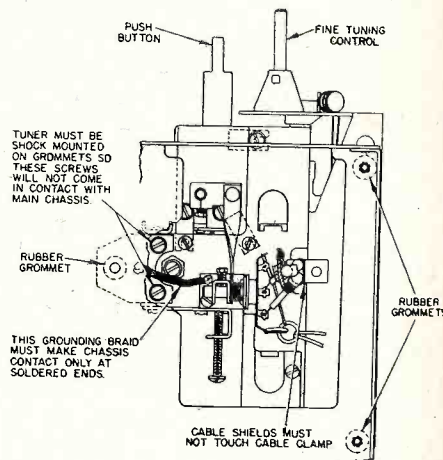 PUSH
BUTTON
FINE TUNING
CONTROL
TUNER MUST BE
SHOCK MOUNTED
ON GROMMETS SO
THESE SCREWS
WILL NOT COME
IN CONTACT WITH
MAIN CHASSIS.
RUBBER
GROMMET
RUBBER
GROMMETS
THIS GROUNDING BRAID
MUST MAKE CHASSIS
CONTACT ONLY AT
SOLDERED ENDS.
CABLE SHIELDS MUST
NOT TOUCH CABLE CLAMP